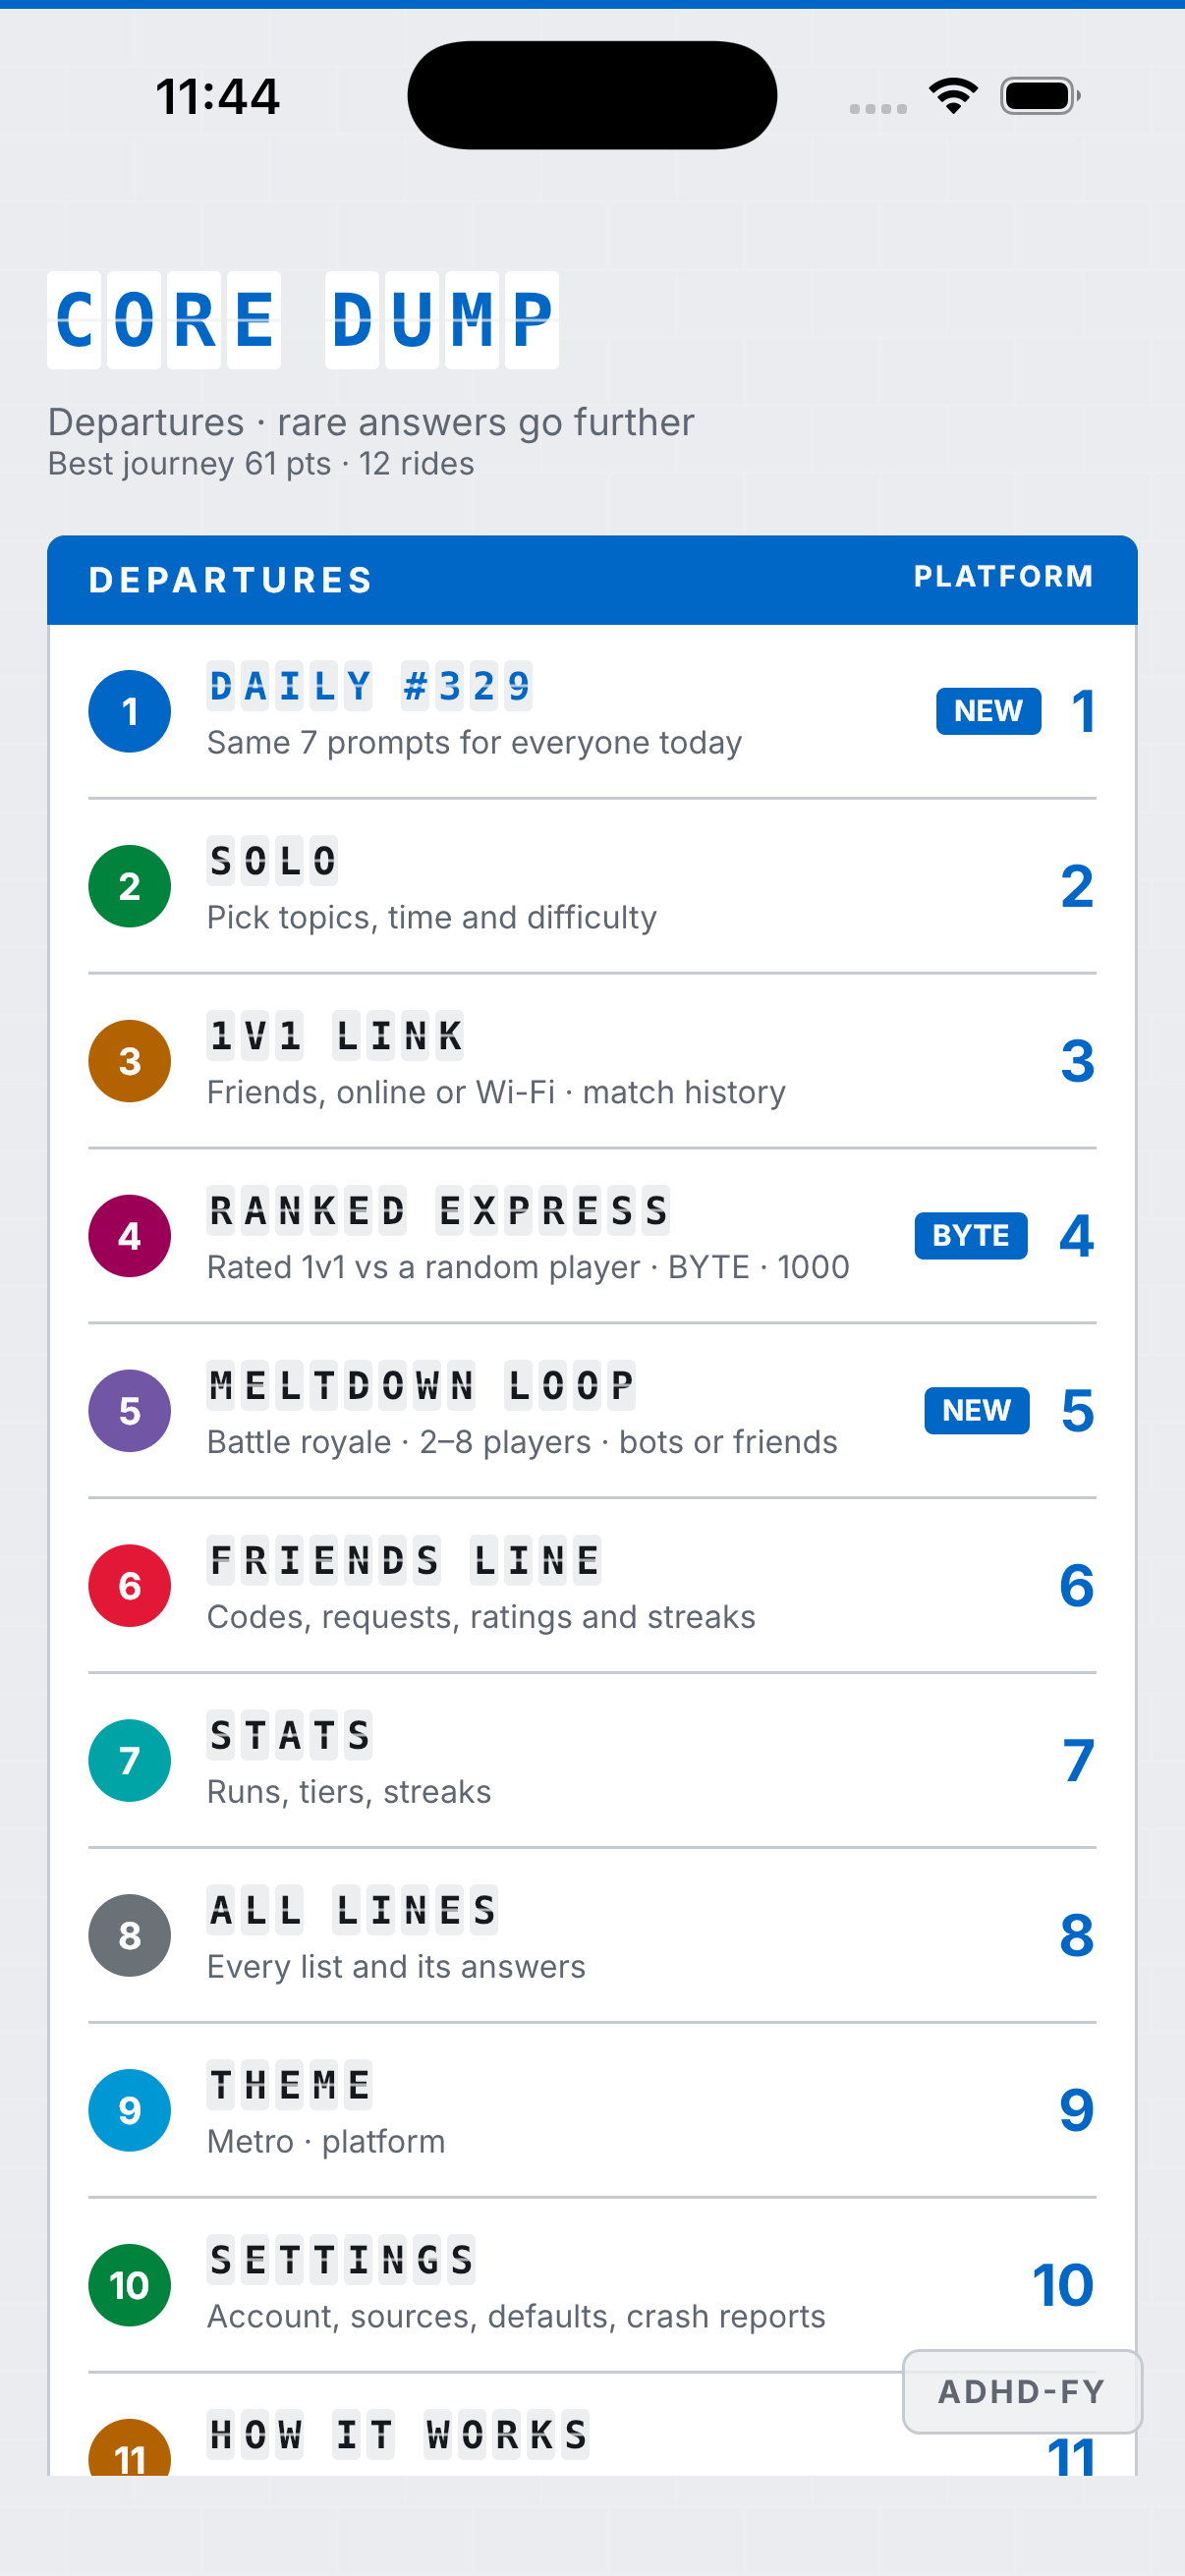 11:44
CORE DUMP
Departures · rare answers go further
Best journey 61 pts · 12 rides
DEPARTURES PLATFORM
1 DAILY #329 NEW 1
Same 7 prompts for everyone today
2 SOLO 2
Pick topics, time and difficulty
3 1V1 LINK 3
Friends, online or Wi-Fi · match history
4 RANKED EXPRESS BYTE 4
Rated 1v1 vs a random player · BYTE · 1000
5 MELTDOWN LOOP NEW 5
Battle royale · 2–8 players · bots or friends
6 FRIENDS LINE 6
Codes, requests, ratings and streaks
7 STATS 7
Runs, tiers, streaks
8 ALL LINES 8
Every list and its answers
9 THEME 9
Metro · platform
10 SETTINGS 10
Account, sources, defaults, crash reports
ADHD-FY
11 HOW IT WORKS 11